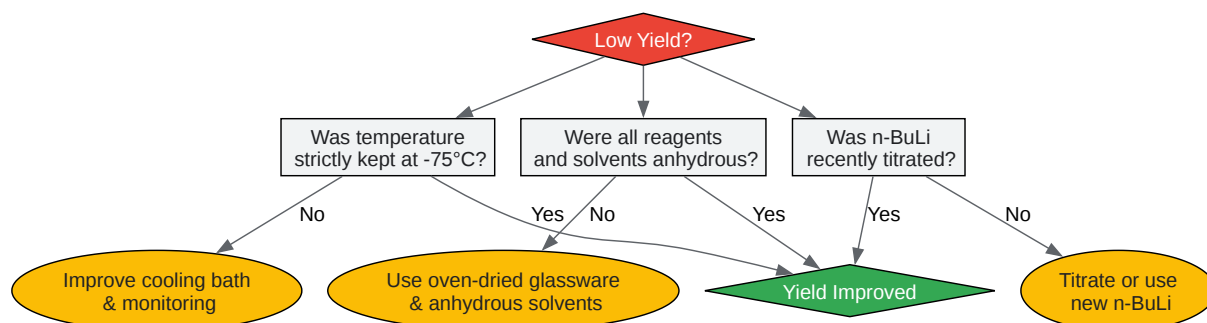 Low Yield?
Was temperature
strictly kept at -75°C?
Were all reagents
and solvents anhydrous?
Was n-BuLi
recently titrated?
No
Yes
No
Yes
Yes
No
Improve cooling bath
& monitoring
Use oven-dried glassware
& anhydrous solvents
Yield Improved
Titrate or use
new n-BuLi